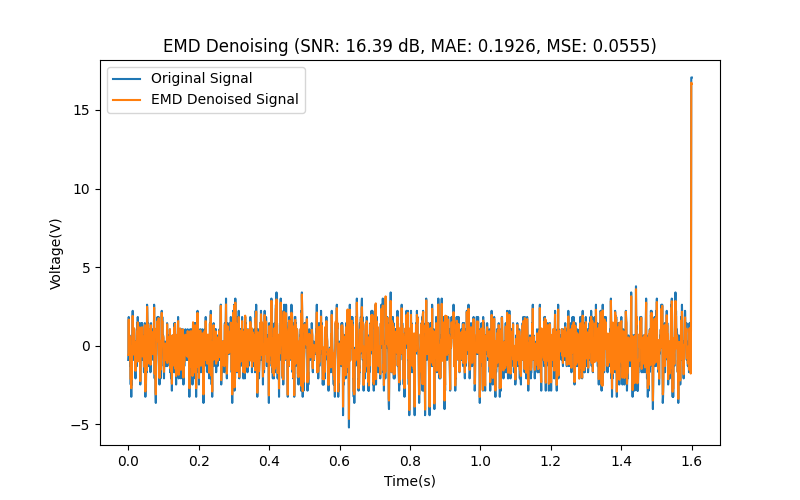 EMD Denoising (SNR: 16.39 dB, MAE: 0.1926, MSE: 0.0555)
Original Signal
EMD Denoised Signal
15
10
5
0
−5
Voltage(V)
0.0 0.2 0.4 0.6 0.8 1.0 1.2 1.4 1.6
Time(s)